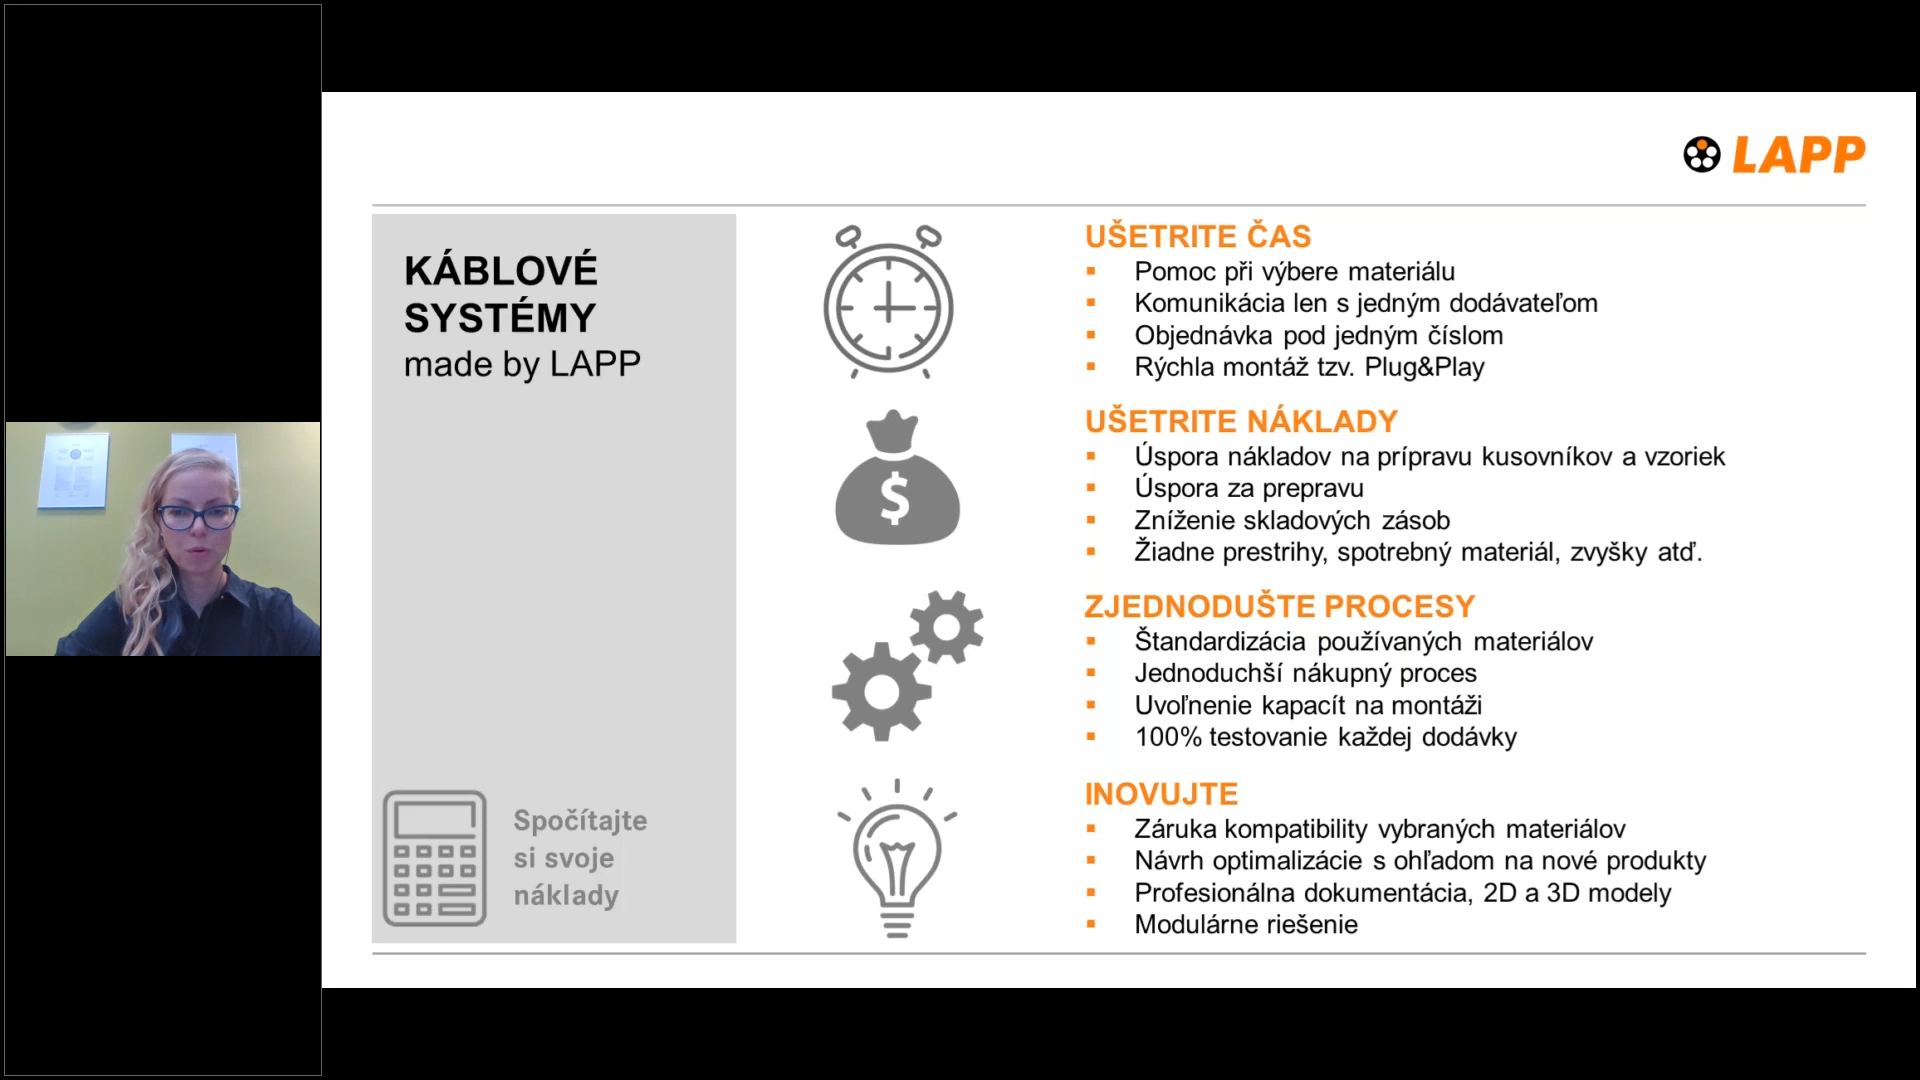 LAPP
KÁBLOVÉ
SYSTÉMY
made by LAPP
Spočítajte
si svoje
náklady
$
UŠETRITE ČAS
Pomoc při výbere materiálu
Komunikácia len s jedným dodávateľom
Objednávka pod jedným číslom
Rýchla montáž tzv. Plug&Play
UŠETRITE NÁKLADY
Úspora nákladov na prípravu kusovníkov a vzoriek
Úspora za prepravu
Zníženie skladových zásob
Žiadne prestrihy, spotrebný materiál, zvyšky atď.
ZJEDNODUŠTE PROCESY
Štandardizácia používaných materiálov
Jednoduchší nákupný proces
Uvoľnenie kapacít na montáži
100% testovanie každej dodávky
INOVUJTE
Záruka kompatibility vybraných materiálov
Návrh optimalizácie s ohľadom na nové produkty
Profesionálna dokumentácia, 2D a 3D modely
Modulárne riešenie